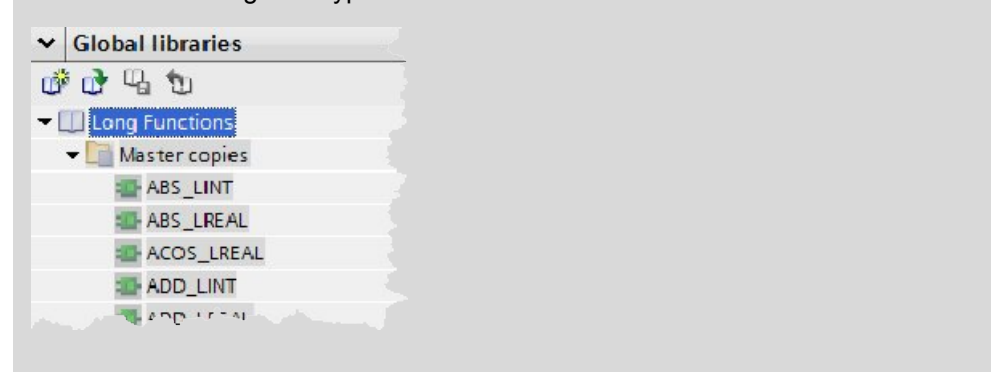 Global libraries
Long Functions
Master copies
ABS_LINT
ABS_LREAL
ACOS_LREAL
ADD_LINT